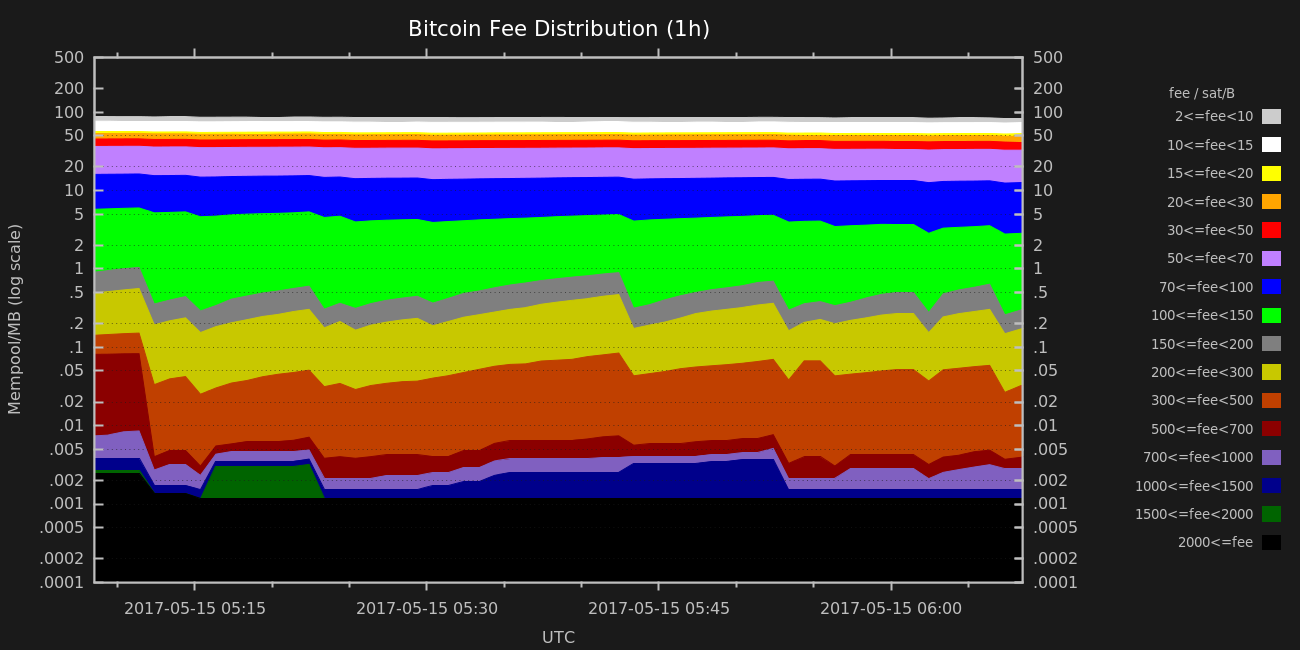 Bitcoin Fee Distribution (1h)
500 500
200 200
100 100
50 50
20 20
10 10
5 5
2 2
1 1
.5 .5
.2 .2
.1 .1
.05 .05
.02 .02
.01 .01
.005 .005
.002 .002
.001 .001
.0005 .0005
.0002 .0002
.0001 .0001
Mempool/MB (log scale)
2017-05-15 05:15 2017-05-15 05:30 2017-05-15 05:45 2017-05-15 06:00
UTC
fee / sat/B
2<=fee<10
10<=fee<15
15<=fee<20
20<=fee<30
30<=fee<50
50<=fee<70
70<=fee<100
100<=fee<150
150<=fee<200
200<=fee<300
300<=fee<500
500<=fee<700
700<=fee<1000
1000<=fee<1500
1500<=fee<2000
2000<=fee